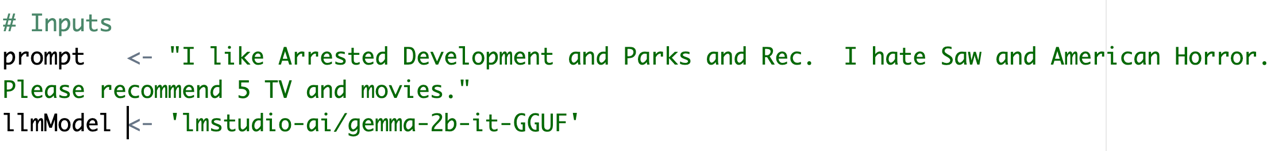 # Inputs
prompt   <- "I like Arrested Development and Parks and Rec.  I hate Saw and American Horror.
Please recommend 5 TV and movies."
llmModel <- 'lmstudio-ai/gemma-2b-it-GGUF'